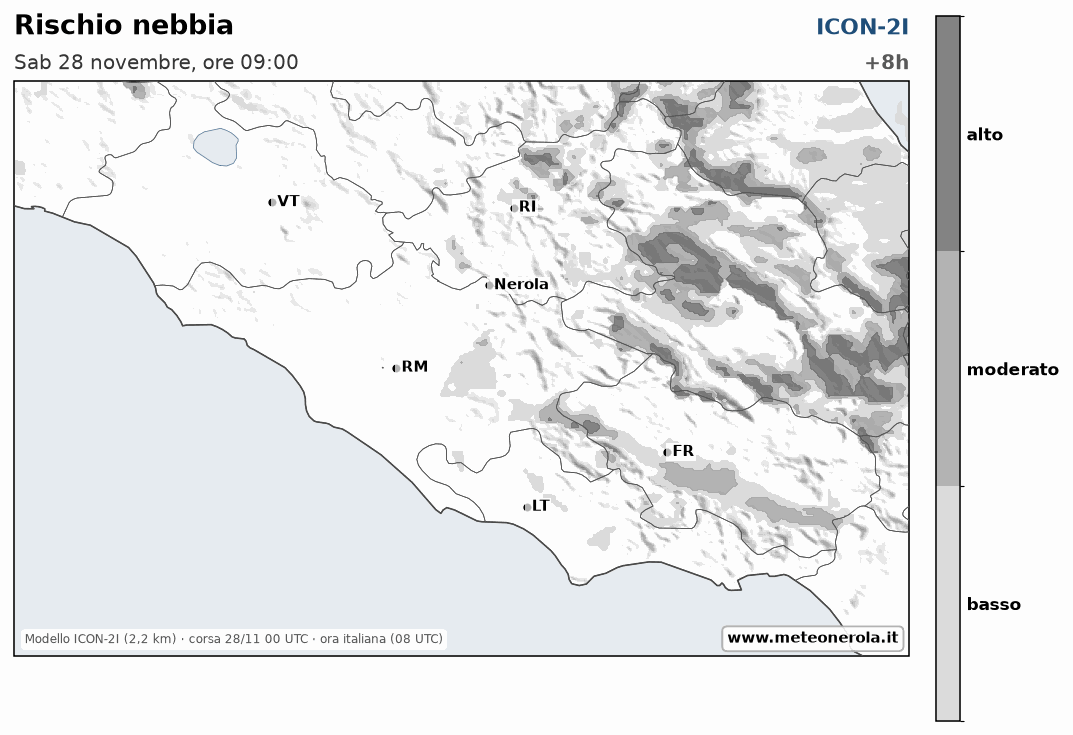 Rischio nebbia
ICON-2I
Sab 28 novembre, ore 09:00
+8h
alto
VT
RI
Nerola
RM
moderato
FR
LT
basso
Modello ICON-2I (2,2 km) · corsa 28/11 00 UTC · ora italiana (08 UTC)
www.meteonerola.it